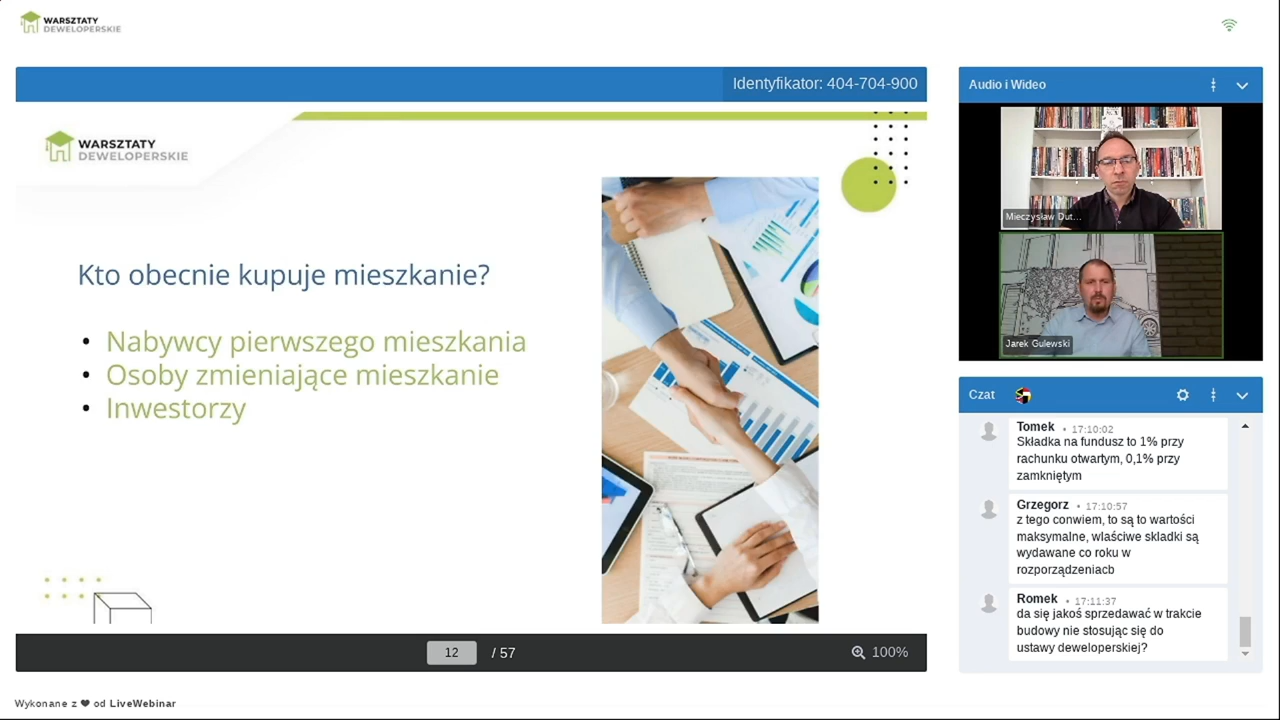 WARSZTATY
DEWELOPERSKIE
Identyfikator: 404-704-900
WARSZTATY
DEWELOPERSKIE
Kto obecnie kupuje mieszkanie?
• Nabywcy pierwszego mieszkania
• Osoby zmieniające mieszkanie
• Inwestorzy
12 / 57
100%
Audio i Wideo
Mieczysław Dut...
Jarek Gulewski
Czat
Tomek • 17:10:02
Składka na fundusz to 1% przy
rachunku otwartym, 0,1% przy
zamkniętym
Grzegorz • 17:10:57
z tego conwiem, to są to wartości
maksymalne, wlaściwe skladki są
wydawane co roku w
rozporządzeniacb
Romek • 17:11:37
da się jakoś sprzedawać w trakcie
budowy nie stosując się do
ustawy deweloperskiej?
Wykonane z ❤ od LiveWebinar